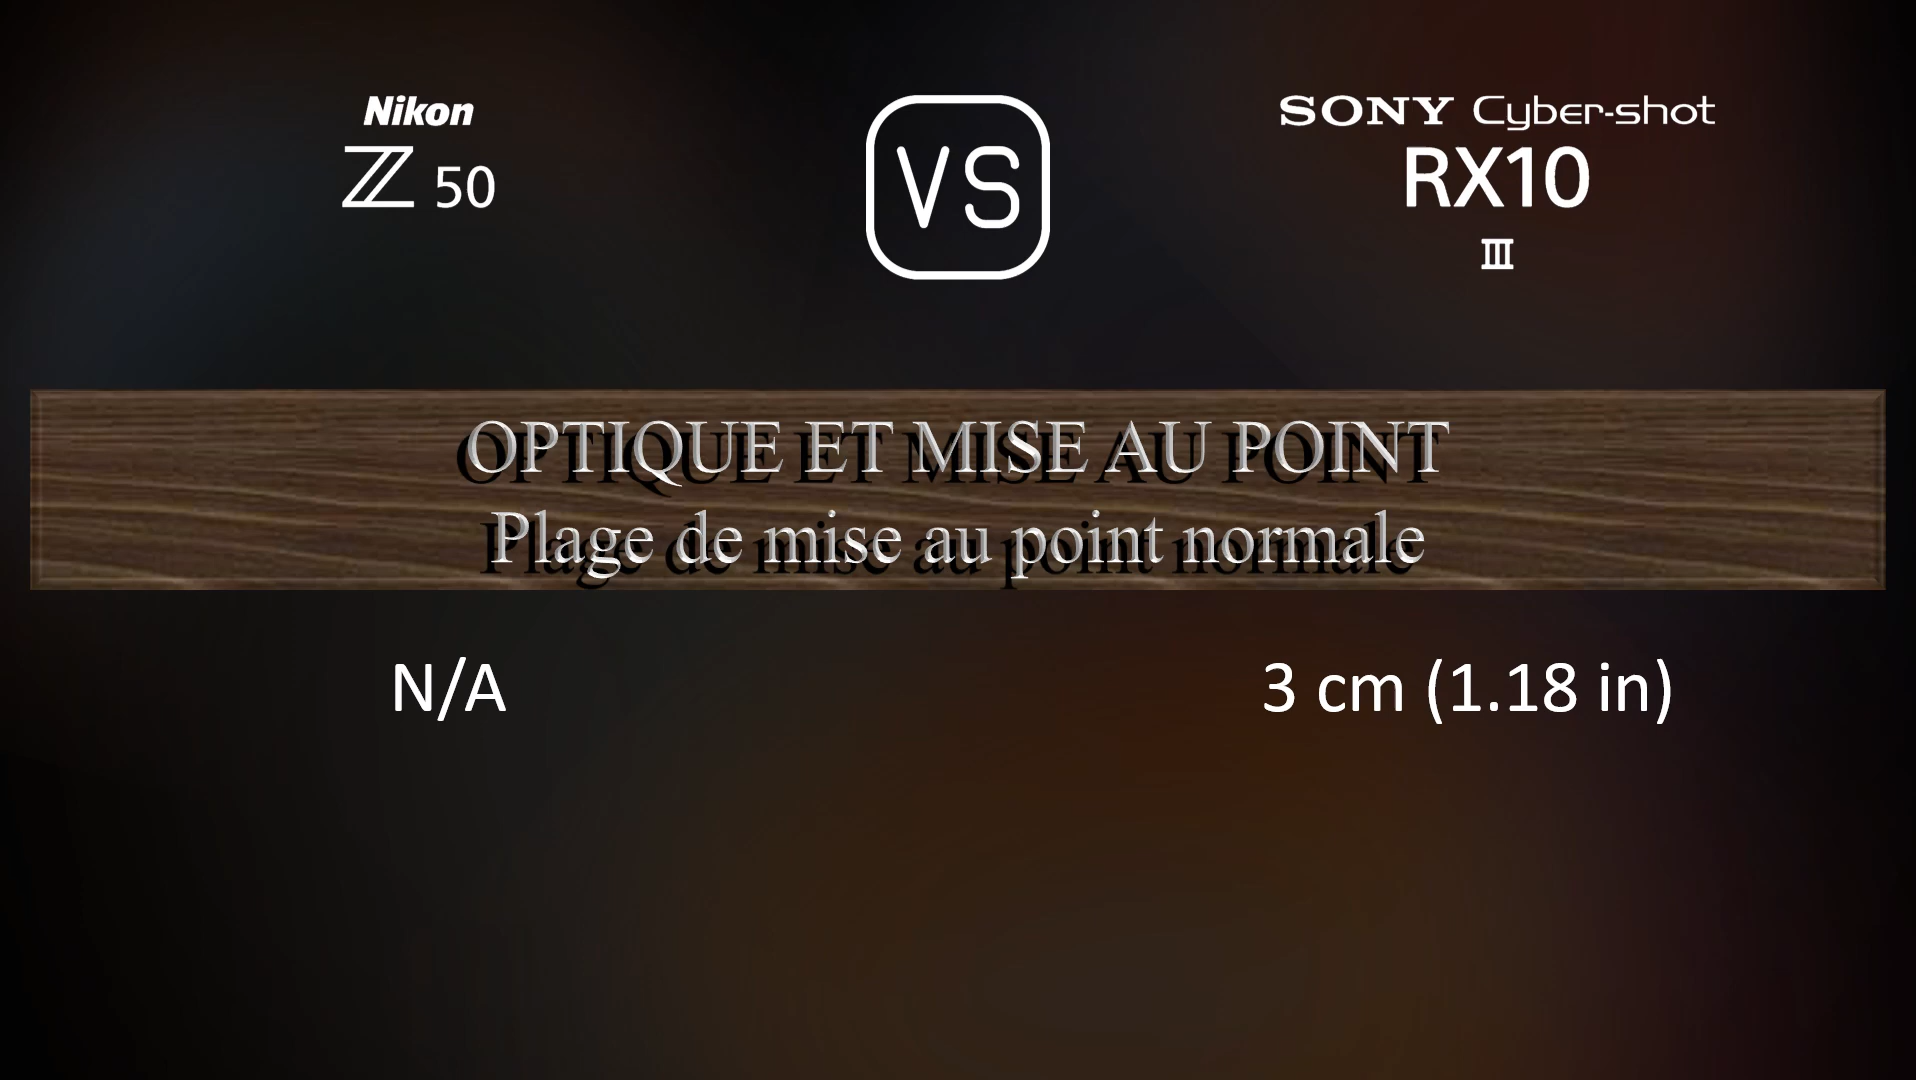 Nikon
Z 50
VS
SONY Cyber-shot
RX10
III
OPTIQUE ET MISE AU POINT
Plage de mise au point normale
N/A
3 cm (1.18 in)